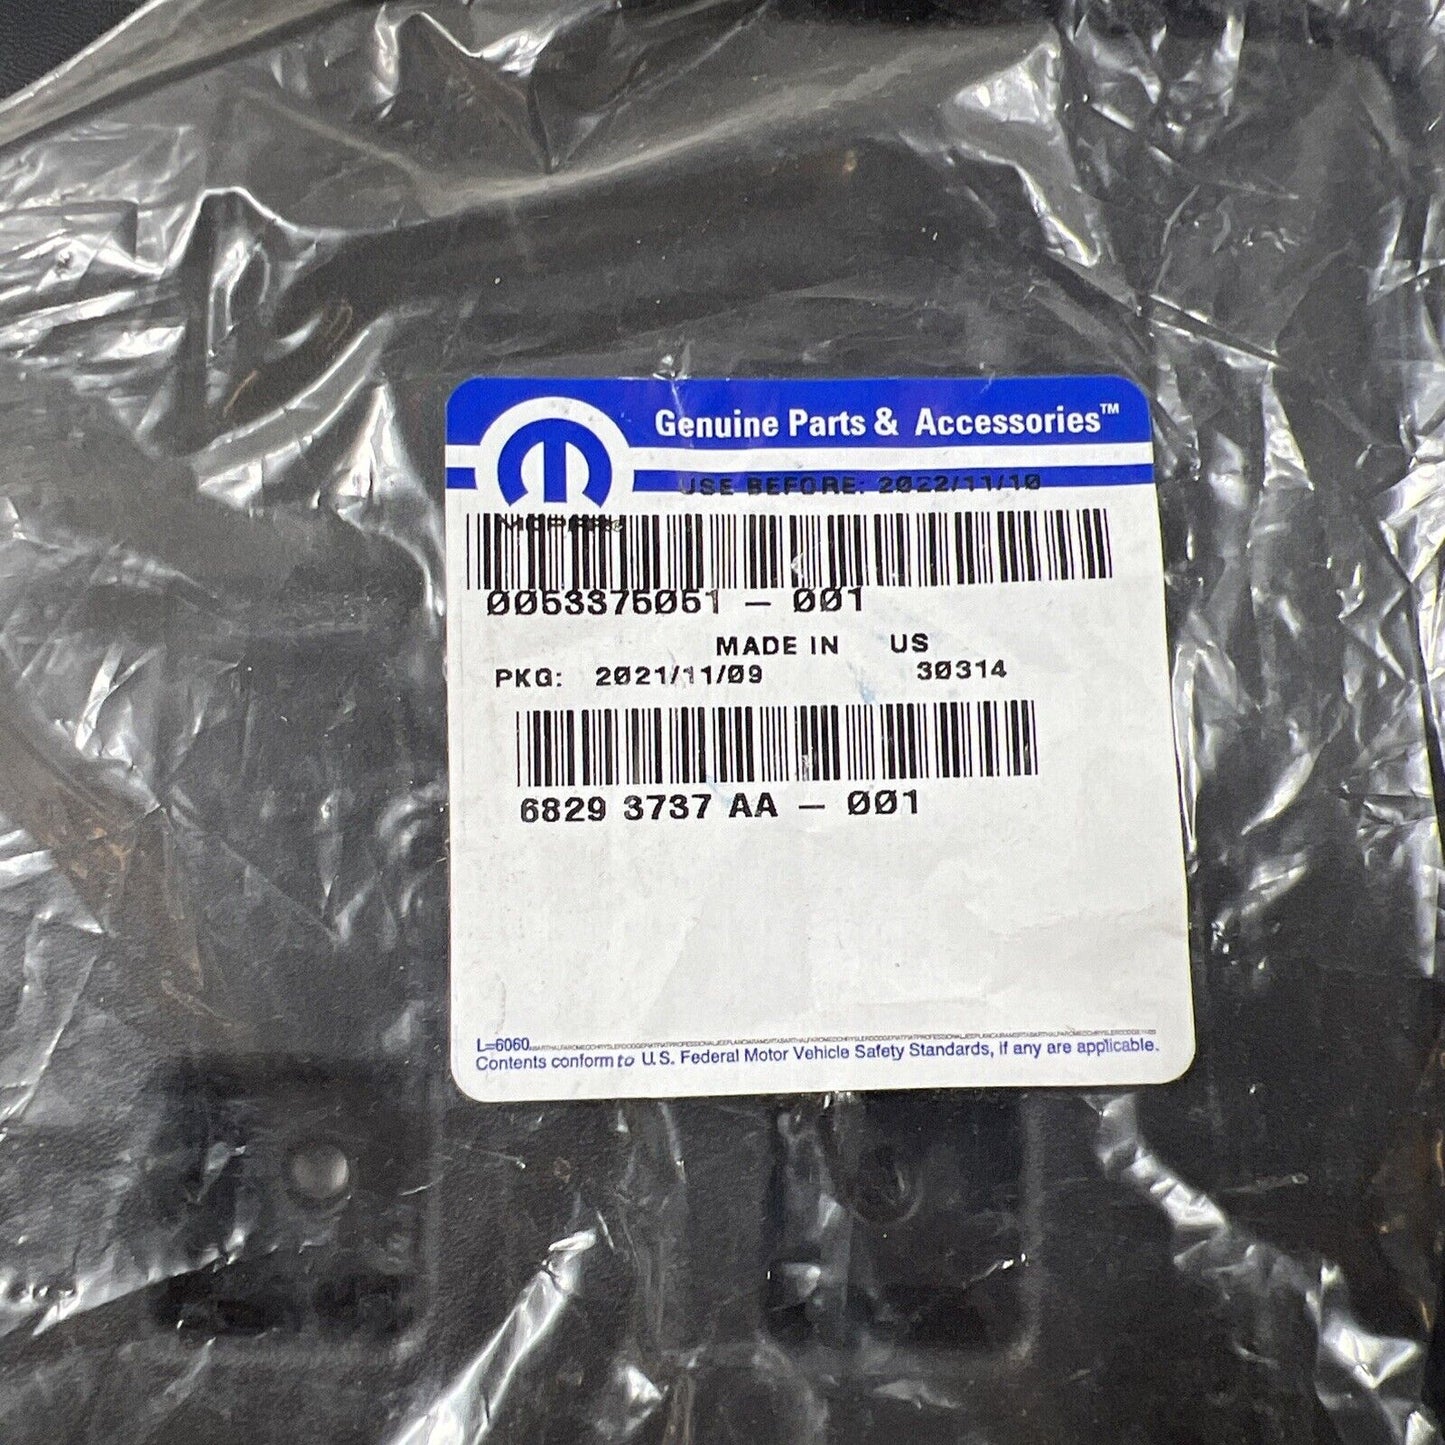 Genuine Parts & Accessories™
USE BEFORE: 2022/11/10
MOPAR®
0053375051 – 001
MADE IN US
PKG: 2021/11/09 30314
6829 3737 AA – 001
L=6060
Contents conform to U.S. Federal Motor Vehicle Safety Standards, if any are applicable.